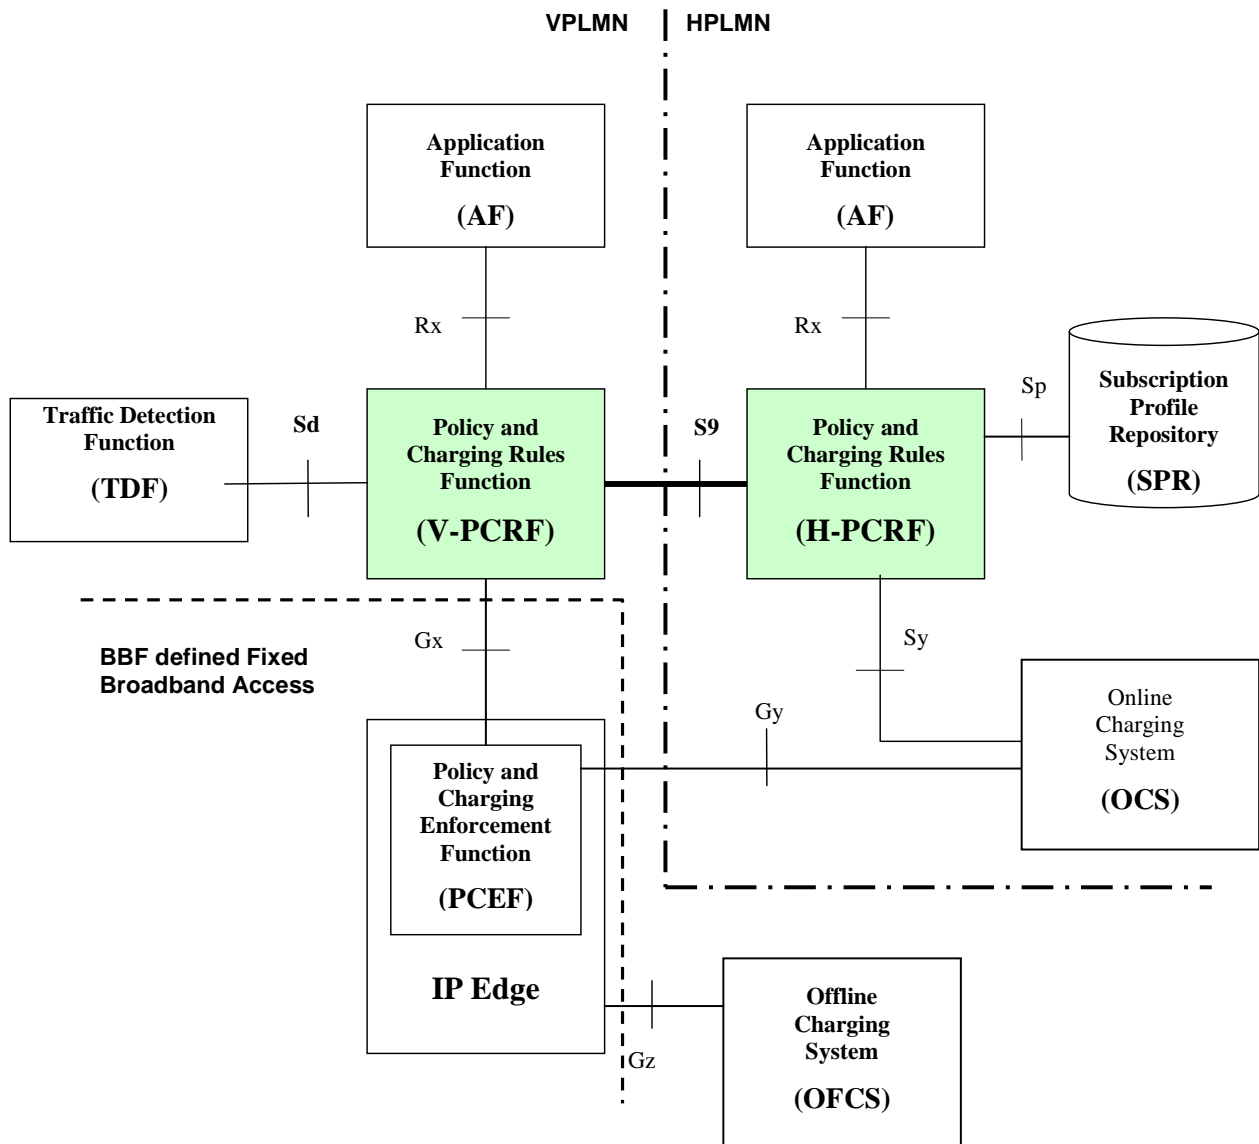 VPLMN
HPLMN
Application
Function
(AF)
Application
Function
(AF)
Rx
Rx
Traffic Detection
Function
(TDF)
Sd
Policy and
Charging Rules
Function
(V-PCRF)
S9
Policy and
Charging Rules
Function
(H-PCRF)
Sp
Subscription
Profile
Repository
(SPR)
BBF defined Fixed
Broadband Access
Gx
Sy
Gy
Online
Charging
System
(OCS)
Policy and
Charging
Enforcement
Function
(PCEF)
IP Edge
Gz
Offline
Charging
System
(OFCS)